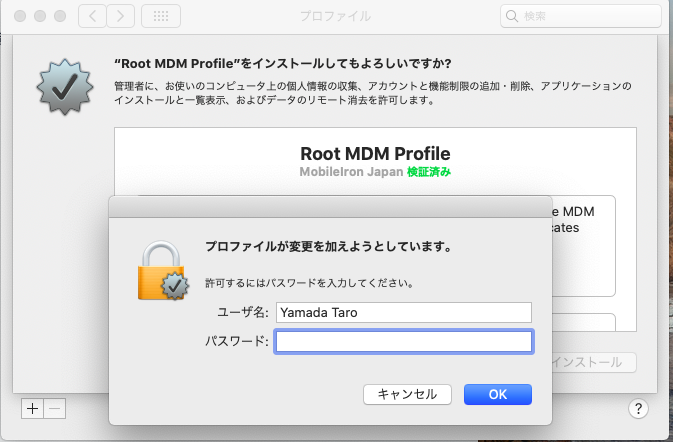 プロファイル
検索
“Root MDM Profile”をインストールしてもよろしいですか?
管理者に、お使いのコンピュータ上の個人情報の収集、アカウントと機能制限の追加・削除、アプリケーションの
インストールと一覧表示、およびデータのリモート消去を許可します。
Root MDM Profile
MobileIron Japan 検証済み
MDM
プロファイルが変更を加えようとしています。
許可するにはパスワードを入力してください。
ユーザ名: Yamada Taro
パスワード:
インストール
キャンセル
OK
+ −
?